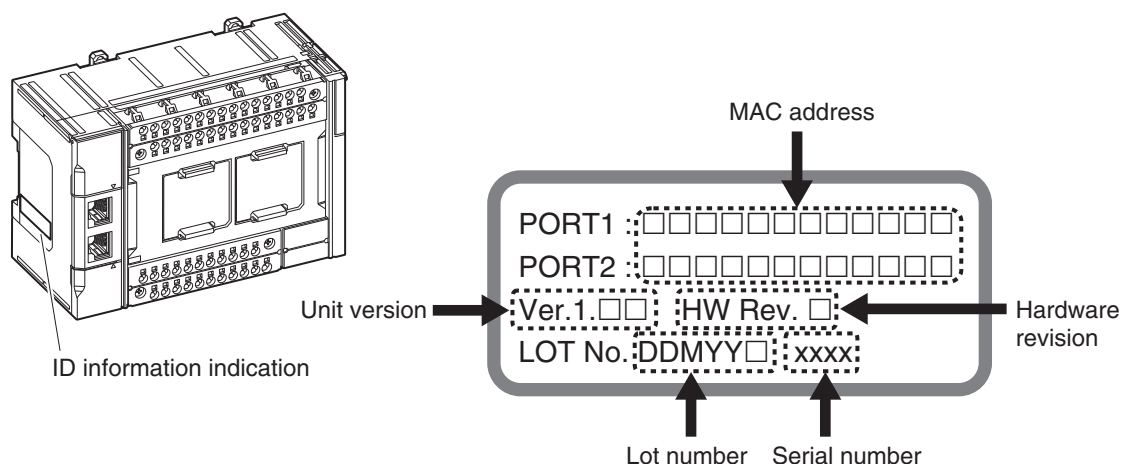 MAC address
PORT1 :□□□□□□□□□□□□
PORT2 :□□□□□□□□□□□□
Unit version
Ver.1.□□ HW Rev. □
Hardware revision
LOT No. DDMYY□ xxxx
ID information indication
Lot number Serial number